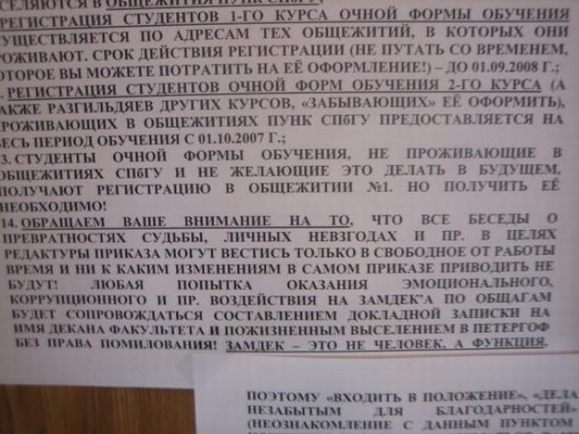 СЕЛЯЮТСЯ В ОБЩЕЖИТИЯ ПУНК СПбГУ;
РЕГИСТРАЦИЯ СТУДЕНТОВ 1-ГО КУРСА ОЧНОЙ ФОРМЫ ОБУЧЕНИЯ
СУЩЕСТВЛЯЕТСЯ ПО АДРЕСАМ ТЕХ ОБЩЕЖИТИЙ, В КОТОРЫХ ОНИ
РОЖИВАЮТ. СРОК ДЕЙСТВИЯ РЕГИСТРАЦИИ (НЕ ПУТАТЬ СО ВРЕМЕНЕМ,
ОТОРОЕ ВЫ МОЖЕТЕ ПОТРАТИТЬ НА ЕЁ ОФОРМЛЕНИЕ!) – ДО 01.09.2008 Г.;
. РЕГИСТРАЦИЯ СТУДЕНТОВ ОЧНОЙ ФОРМ ОБУЧЕНИЯ 2-ГО КУРСА (А
АКЖЕ РАЗГИЛЬДЯЕВ ДРУГИХ КУРСОВ, «ЗАБЫВАЮЩИХ» ЕЁ ОФОРМИТЬ),
РОЖИВАЮЩИХ В ОБЩЕЖИТИЯХ ПУНК СПбГУ ПРЕДОСТАВЛЯЕТСЯ НА
ВЕСЬ ПЕРИОД ОБУЧЕНИЯ С 01.10.2007 Г.;
3. СТУДЕНТЫ ОЧНОЙ ФОРМЫ ОБУЧЕНИЯ, НЕ ПРОЖИВАЮЩИЕ В
ОБЩЕЖИТИЯХ СПбГУ И НЕ ЖЕЛАЮЩИЕ ЭТО ДЕЛАТЬ В БУДУЩЕМ,
ПОЛУЧАЮТ РЕГИСТРАЦИЮ В ОБЩЕЖИТИИ №1. НО ПОЛУЧИТЬ ЕЁ
НЕОБХОДИМО!
14. ОБРАЩАЕМ ВАШЕ ВНИМАНИЕ НА ТО, ЧТО ВСЕ БЕСЕДЫ О
ПРЕВРАТНОСТЯХ СУДЬБЫ, ЛИЧНЫХ НЕВЗГОДАХ И ПР. В ЦЕЛЯХ
РЕДАКТУРЫ ПРИКАЗА МОГУТ ВЕСТИСЬ ТОЛЬКО В СВОБОДНОЕ ОТ РАБОТЫ
ВРЕМЯ И НИ К КАКИМ ИЗМЕНЕНИЯМ В САМОМ ПРИКАЗЕ ПРИВОДИТЬ НЕ
БУДУТ! ЛЮБАЯ ПОПЫТКА ОКАЗАНИЯ ЭМОЦИОНАЛЬНОГО,
КОРРУПЦИОННОГО И ПР. ВОЗДЕЙСТВИЯ НА ЗАМДЕК'А ПО ОБЩАГАМ
БУДЕТ СОПРОВОЖДАТЬСЯ СОСТАВЛЕНИЕМ ДОКЛАДНОЙ ЗАПИСКИ НА
ИМЯ ДЕКАНА ФАКУЛЬТЕТА И ПОЖИЗНЕННЫМ ВЫСЕЛЕНИЕМ В ПЕТЕРГОФ
БЕЗ ПРАВА ПОМИЛОВАНИЯ! ЗАМДЕК – ЭТО НЕ ЧЕЛОВЕК, А ФУНКЦИЯ,
ПОЭТОМУ «ВХОДИТЬ В ПОЛОЖЕНИЕ», «ДЕЛА
НЕЗАБЫТЫМ ДЛЯ БЛАГОДАРНОСТЕЙ»
(НЕОЗНАКОМЛЕНИЕ С ДАННЫМ ПУНКТОМ